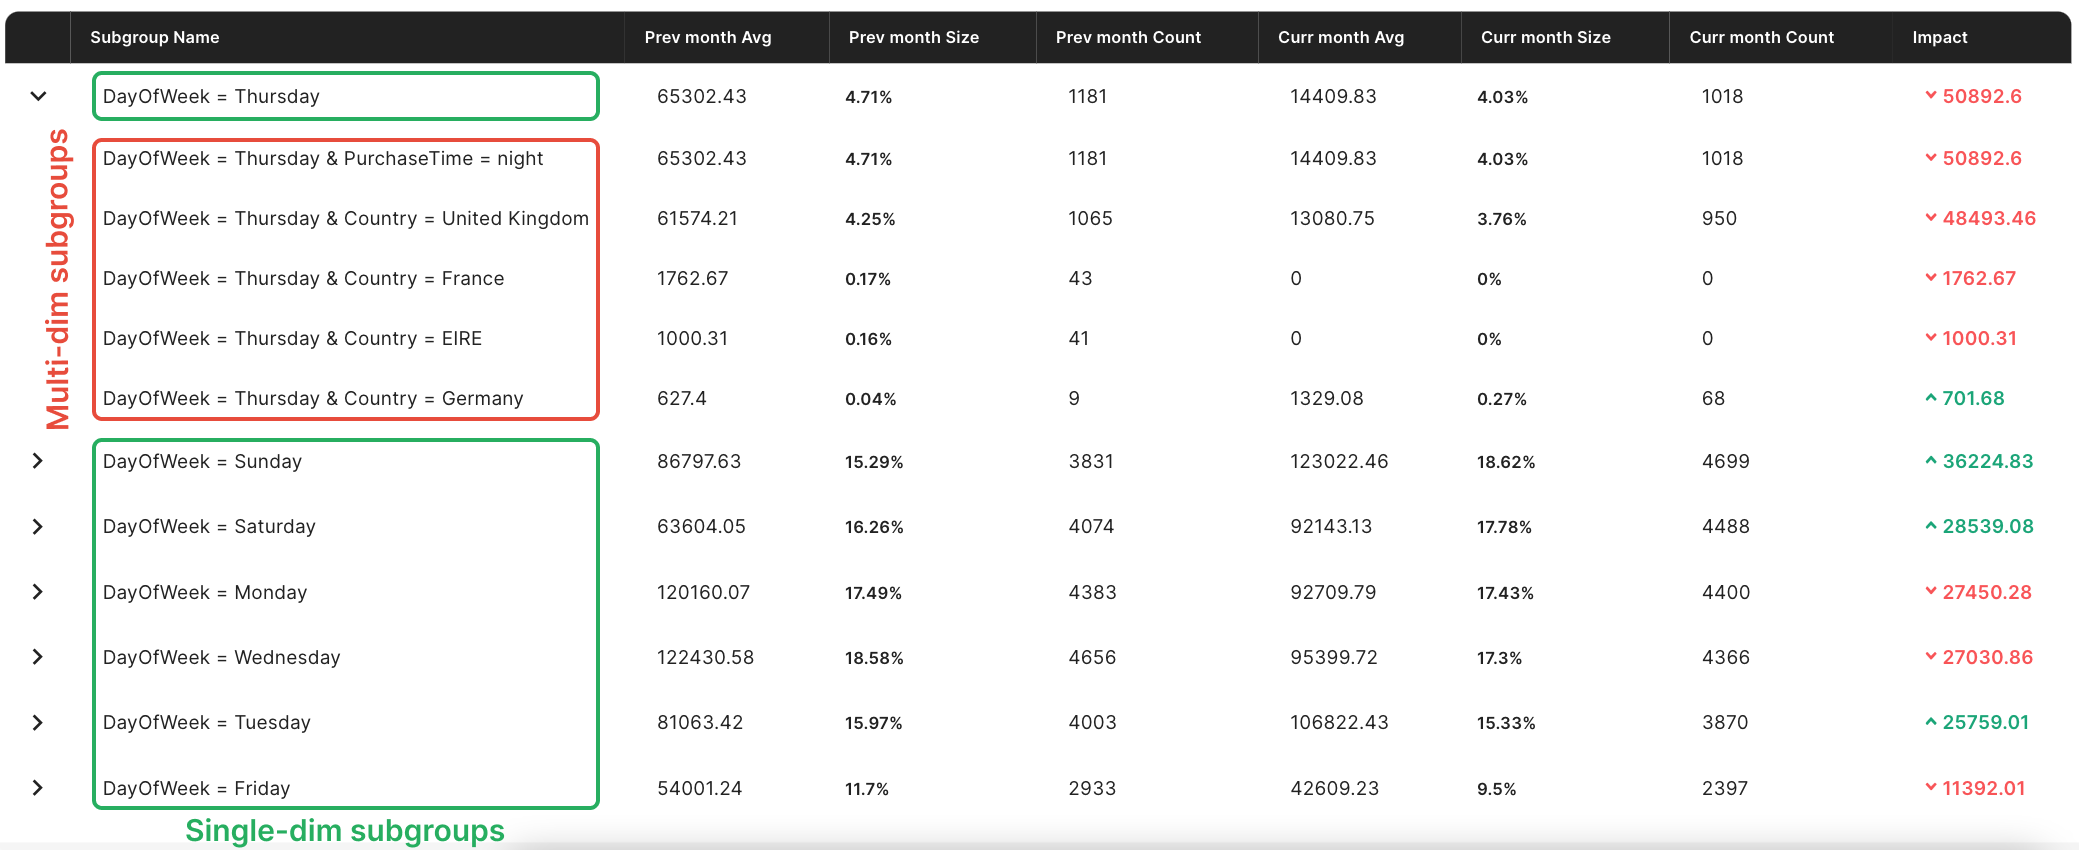 Subgroup Name Prev month Avg Prev month Size Prev month Count Curr month Avg Curr month Size Curr month Count Impact
DayOfWeek = Thursday 65302.43 4.71% 1181 14409.83 4.03% 1018 50892.6
Multi-dim subgroups
DayOfWeek = Thursday & PurchaseTime = night 65302.43 4.71% 1181 14409.83 4.03% 1018 50892.6
DayOfWeek = Thursday & Country = United Kingdom 61574.21 4.25% 1065 13080.75 3.76% 950 48493.46
DayOfWeek = Thursday & Country = France 1762.67 0.17% 43 0 0% 0 1762.67
DayOfWeek = Thursday & Country = EIRE 1000.31 0.16% 41 0 0% 0 1000.31
DayOfWeek = Thursday & Country = Germany 627.4 0.04% 9 1329.08 0.27% 68 701.68
DayOfWeek = Sunday 86797.63 15.29% 3831 123022.46 18.62% 4699 36224.83
DayOfWeek = Saturday 63604.05 16.26% 4074 92143.13 17.78% 4488 28539.08
DayOfWeek = Monday 120160.07 17.49% 4383 92709.79 17.43% 4400 27450.28
DayOfWeek = Wednesday 122430.58 18.58% 4656 95399.72 17.3% 4366 27030.86
DayOfWeek = Tuesday 81063.42 15.97% 4003 106822.43 15.33% 3870 25759.01
DayOfWeek = Friday 54001.24 11.7% 2933 42609.23 9.5% 2397 11392.01
Single-dim subgroups